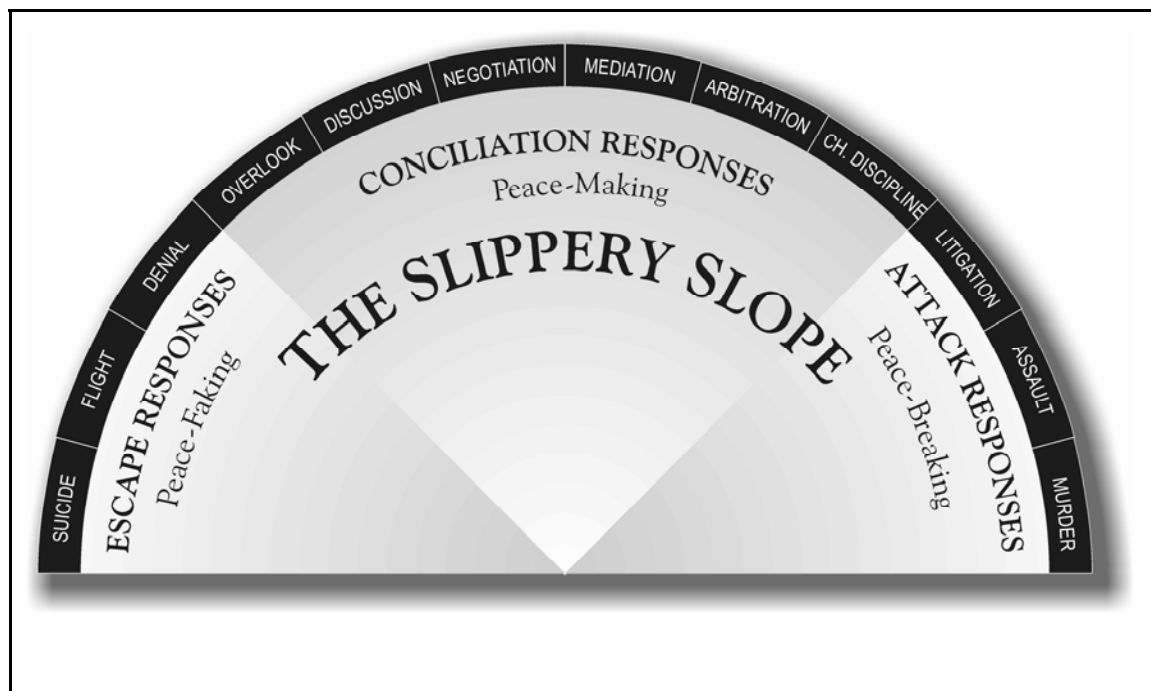 SUICIDE
FLIGHT
DENIAL
OVERLOOK
DISCUSSION
NEGOTIATION
MEDIATION
ARBITRATION
CH. DISCIPLINE
LITIGATION
ASSAULT
MURDER
ESCAPE RESPONSES
Peace-Faking
CONCILIATION RESPONSES
Peace-Making
THE SLIPPERY SLOPE
ATTACK RESPONSES
Peace-Breaking